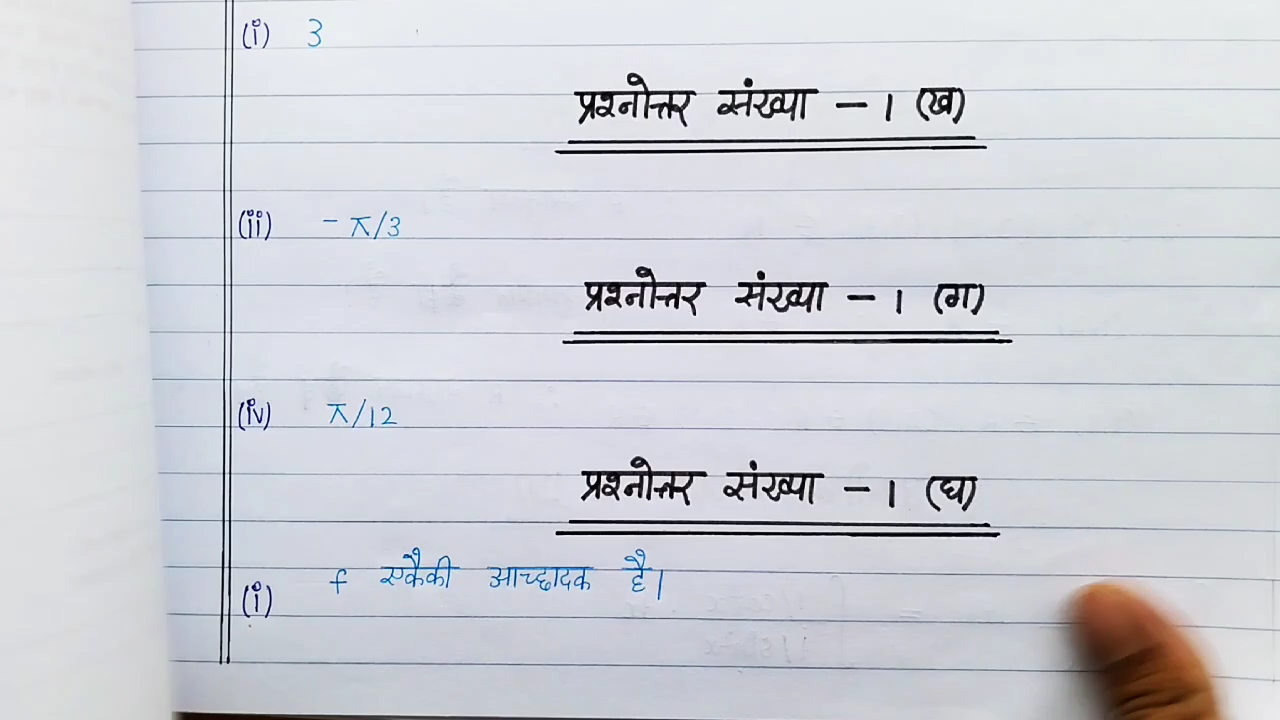 (i) 3
प्रश्नोत्तर संख्या - 1 (ख)
(ii) - π/3
प्रश्नोत्तर संख्या - 1 (ग)
(iv) π/12
प्रश्नोत्तर संख्या - 1 (घ)
(i) f एकैकी आच्छादक है।